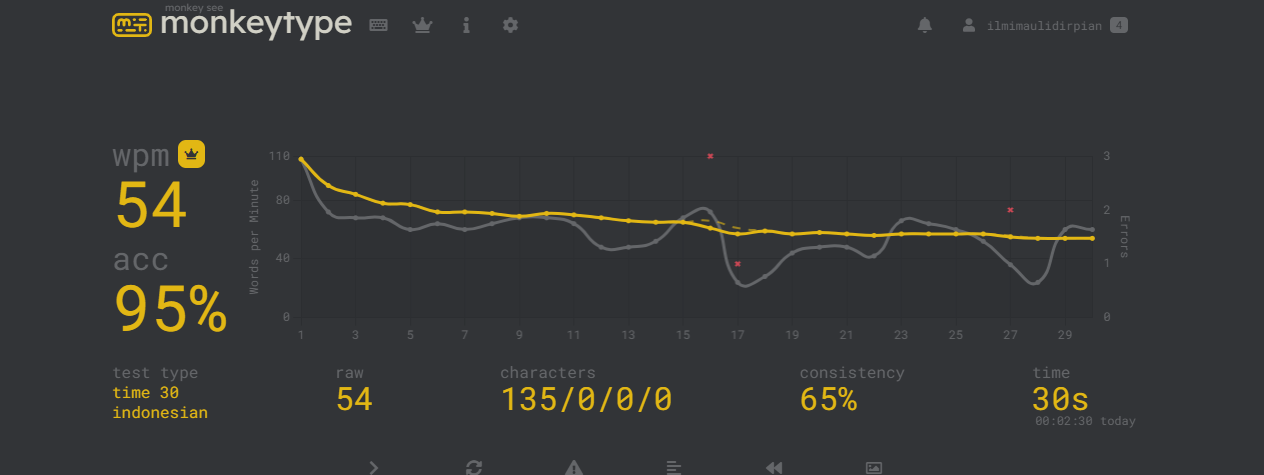 monkey see
monkeytype
ilmimaulidirpian 4
wpm
54
acc
95%
Words per Minute
110
80
40
0
Errors
3
2
1
0
1 3 5 7 9 11 13 15 17 19 21 23 25 27 29
test type
time 30
indonesian
raw
54
characters
135/0/0/0
consistency
65%
time
30s
00:02:30 today